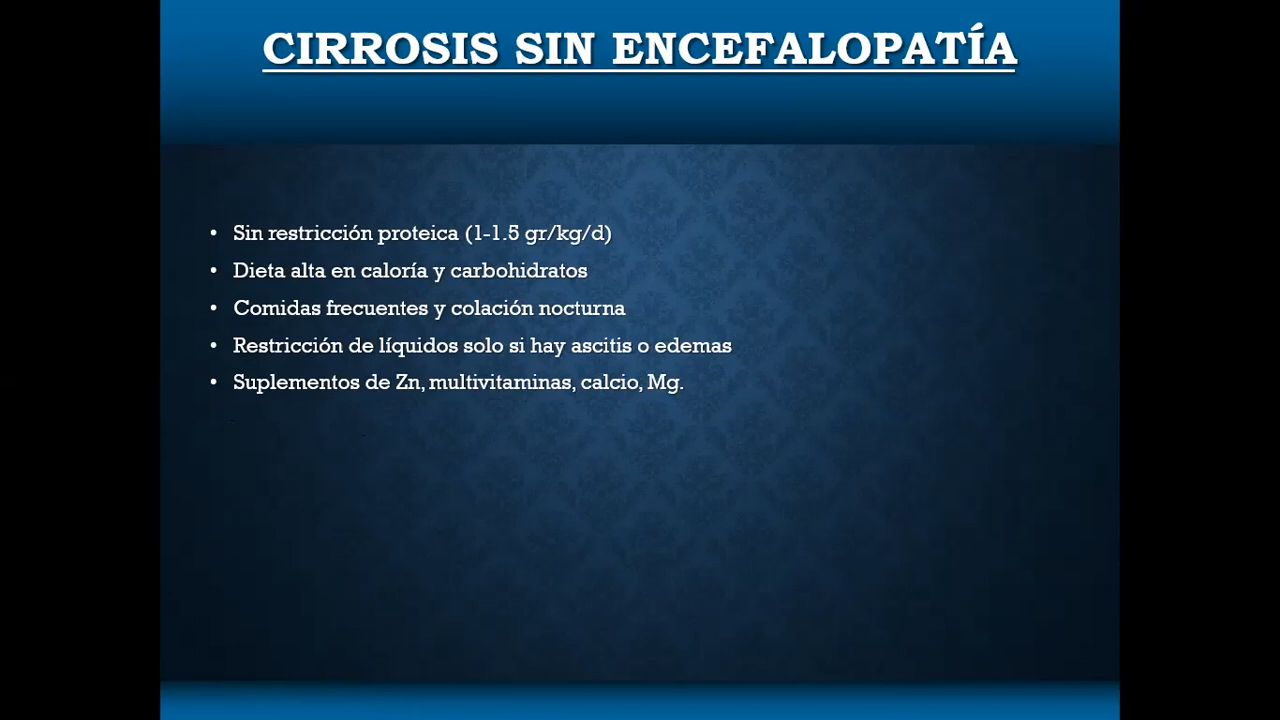 CIRROSIS SIN ENCEFALOPATÍA
• Sin restricción proteica (1-1.5 gr/kg/d)
• Dieta alta en caloría y carbohidratos
• Comidas frecuentes y colación nocturna
• Restricción de líquidos solo si hay ascitis o edemas
• Suplementos de Zn, multivitaminas, calcio, Mg.